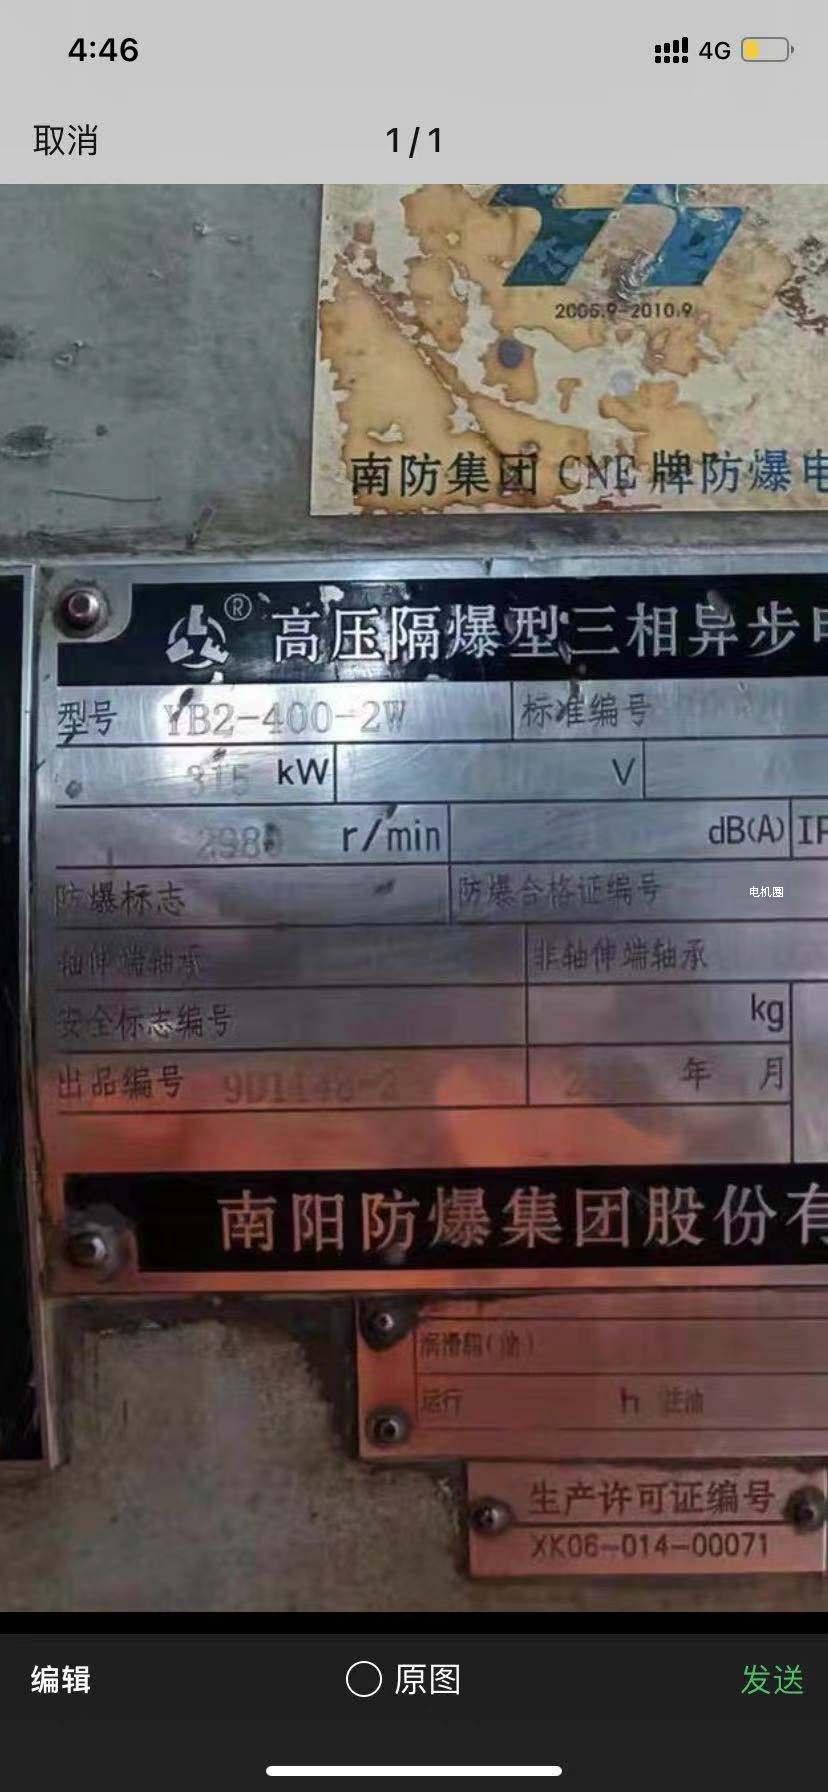 4:46
4G
取消
1/1
2005.9-2010.9
南防集团 CNE 牌防爆电
® 高压隔爆型三相异步电
型号 YB2-400-2W 标准编号
315 kW V
298 r/min dB(A) IP
防爆标志 防爆合格证编号
电机圈
轴伸端轴承 非轴伸端轴承
安全标志编号 kg
出品编号 年 月
南阳防爆集团股份有
润滑脂(油)
运行 h 注油
生产许可证编号
XK06-014-00071
编辑
原图
发送